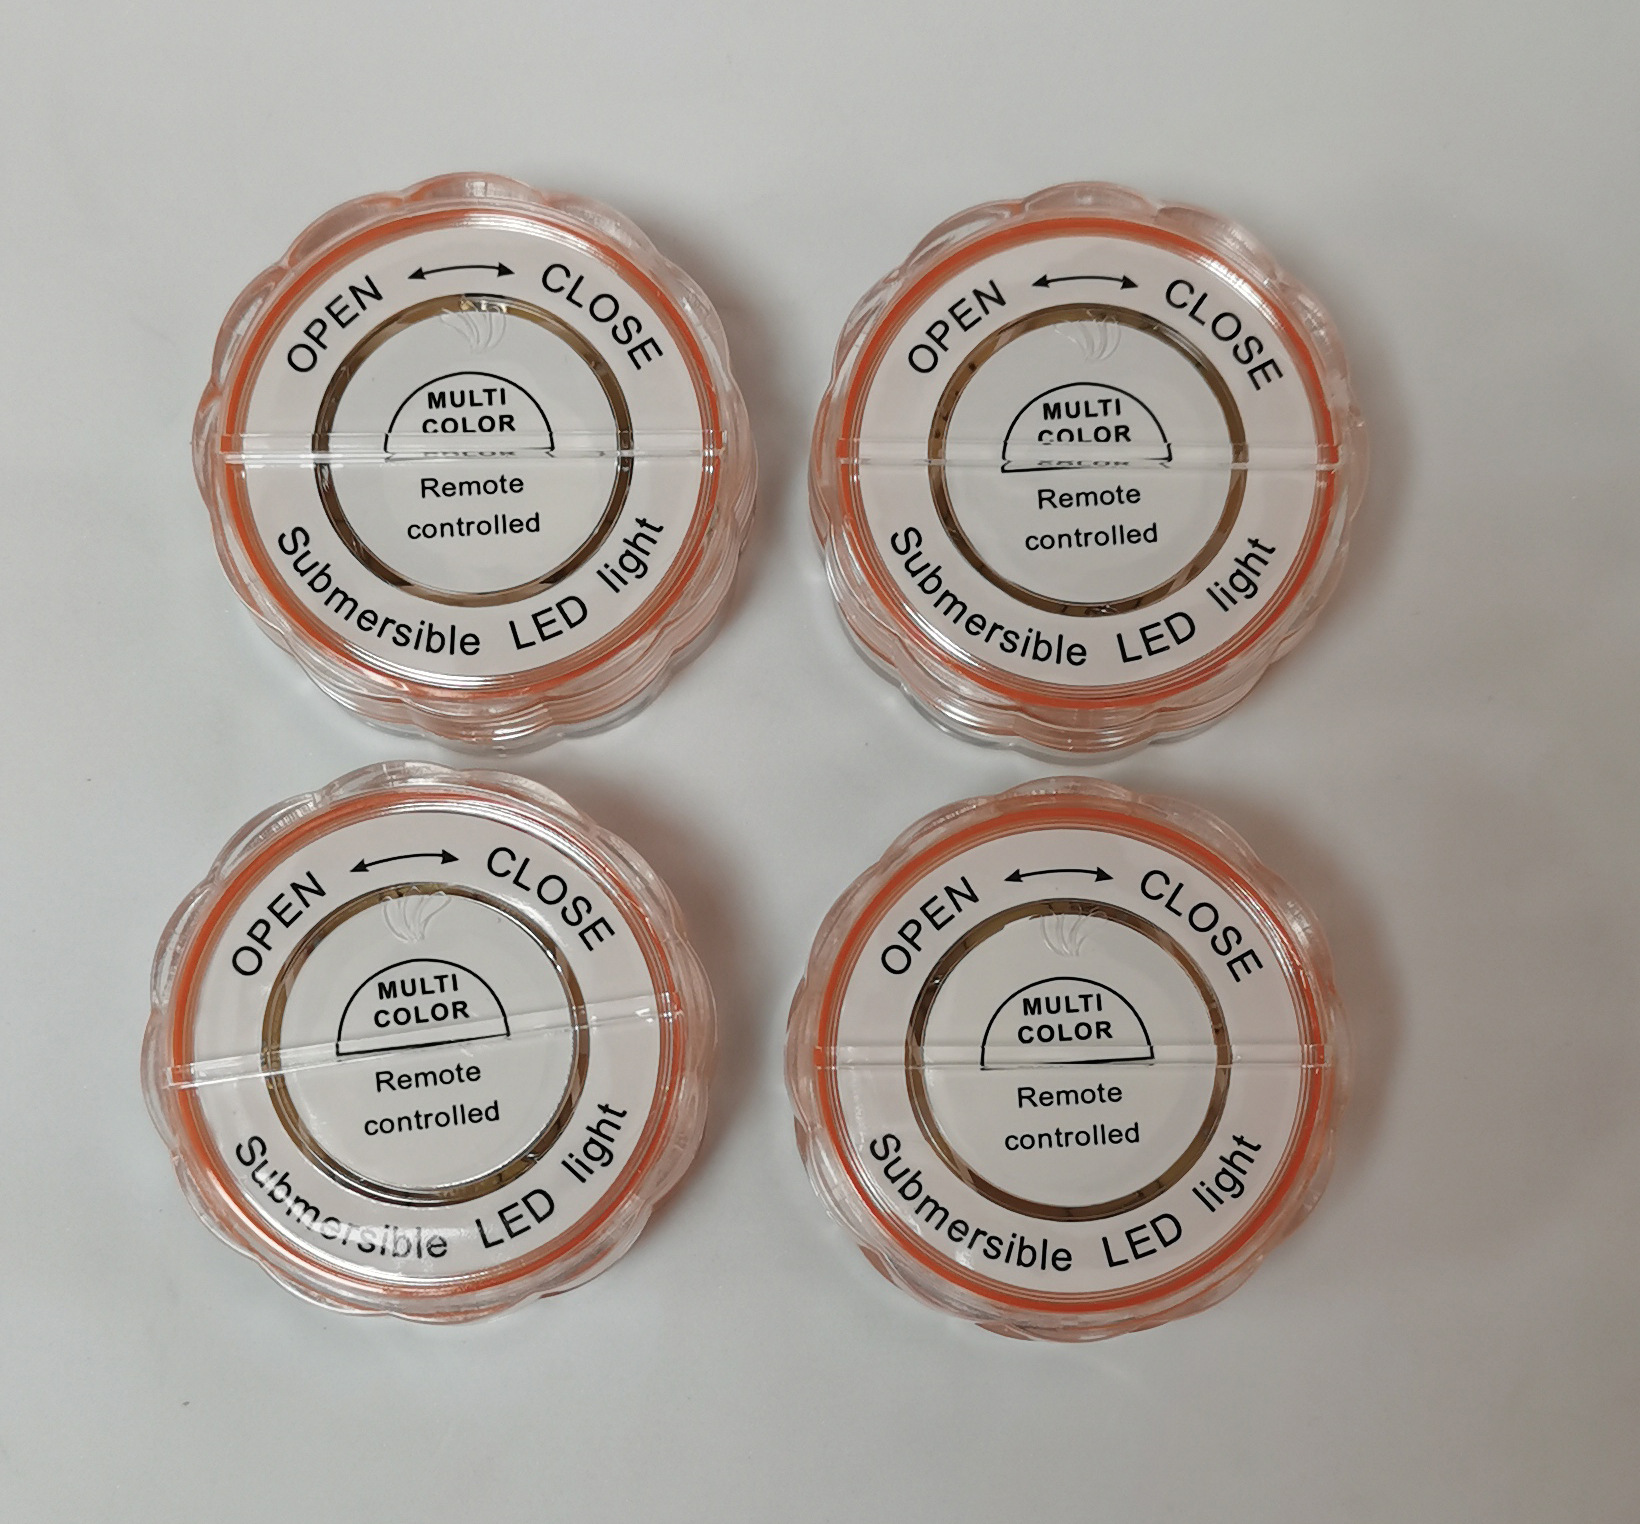 OPEN CLOSE
MULTI
COLOR
Remote
controlled
Submersible LED light
OPEN CLOSE
MULTI
COLOR
Remote
controlled
Submersible LED light
OPEN CLOSE
MULTI
COLOR
Remote
controlled
Submersible LED light
OPEN CLOSE
MULTI
COLOR
Remote
controlled
Submersible LED light